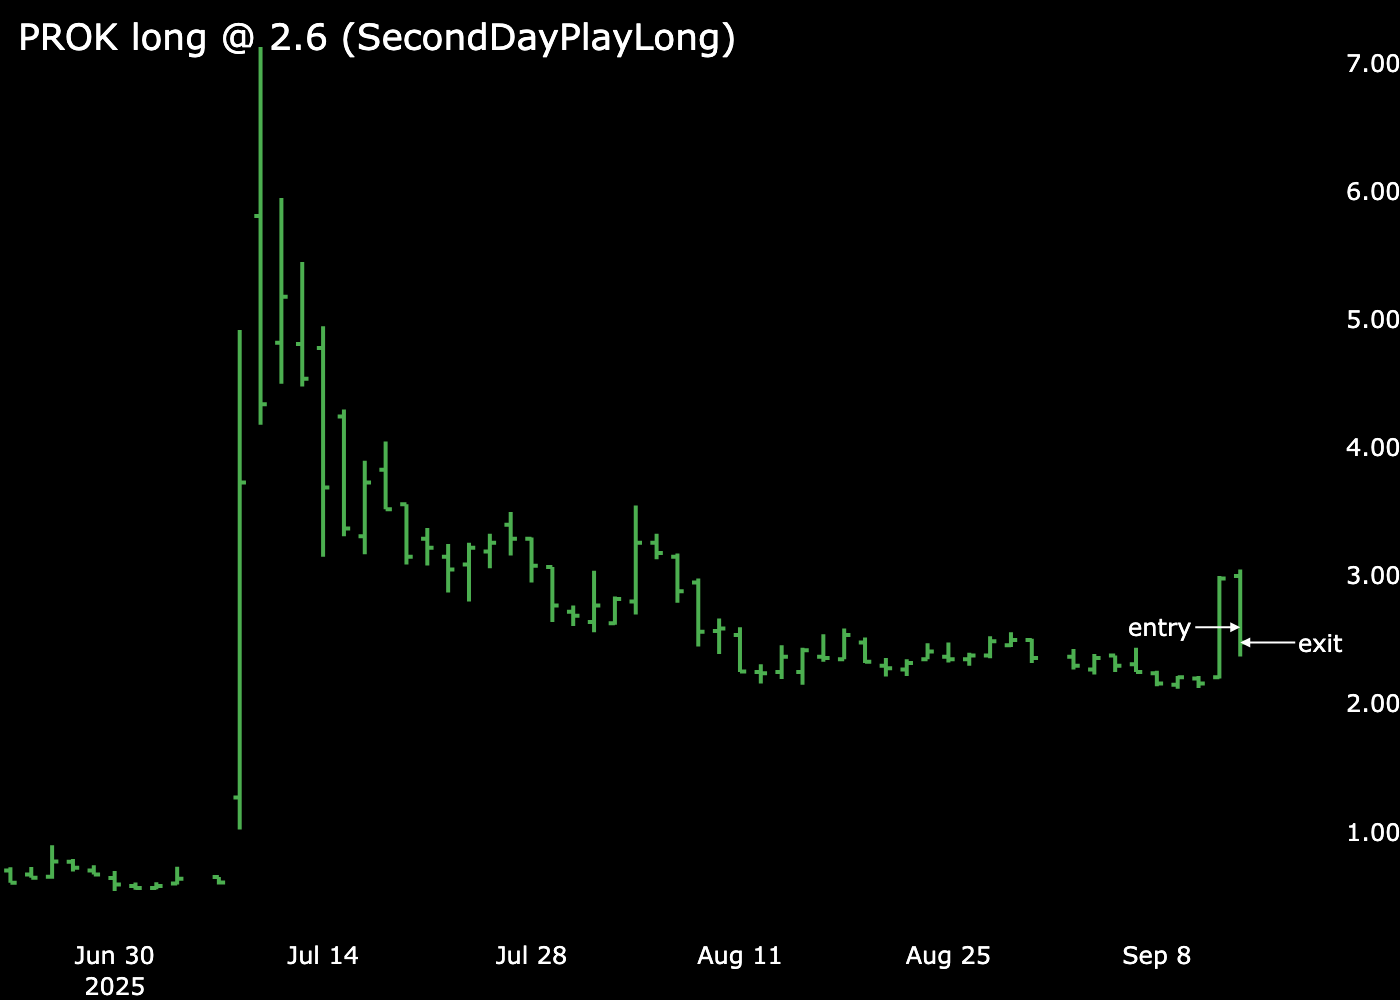 PROK long @ 2.6 (SecondDayPlayLong)
7.00
6.00
5.00
4.00
3.00
entry
exit
2.00
1.00
Jun 30
2025
Jul 14
Jul 28
Aug 11
Aug 25
Sep 8